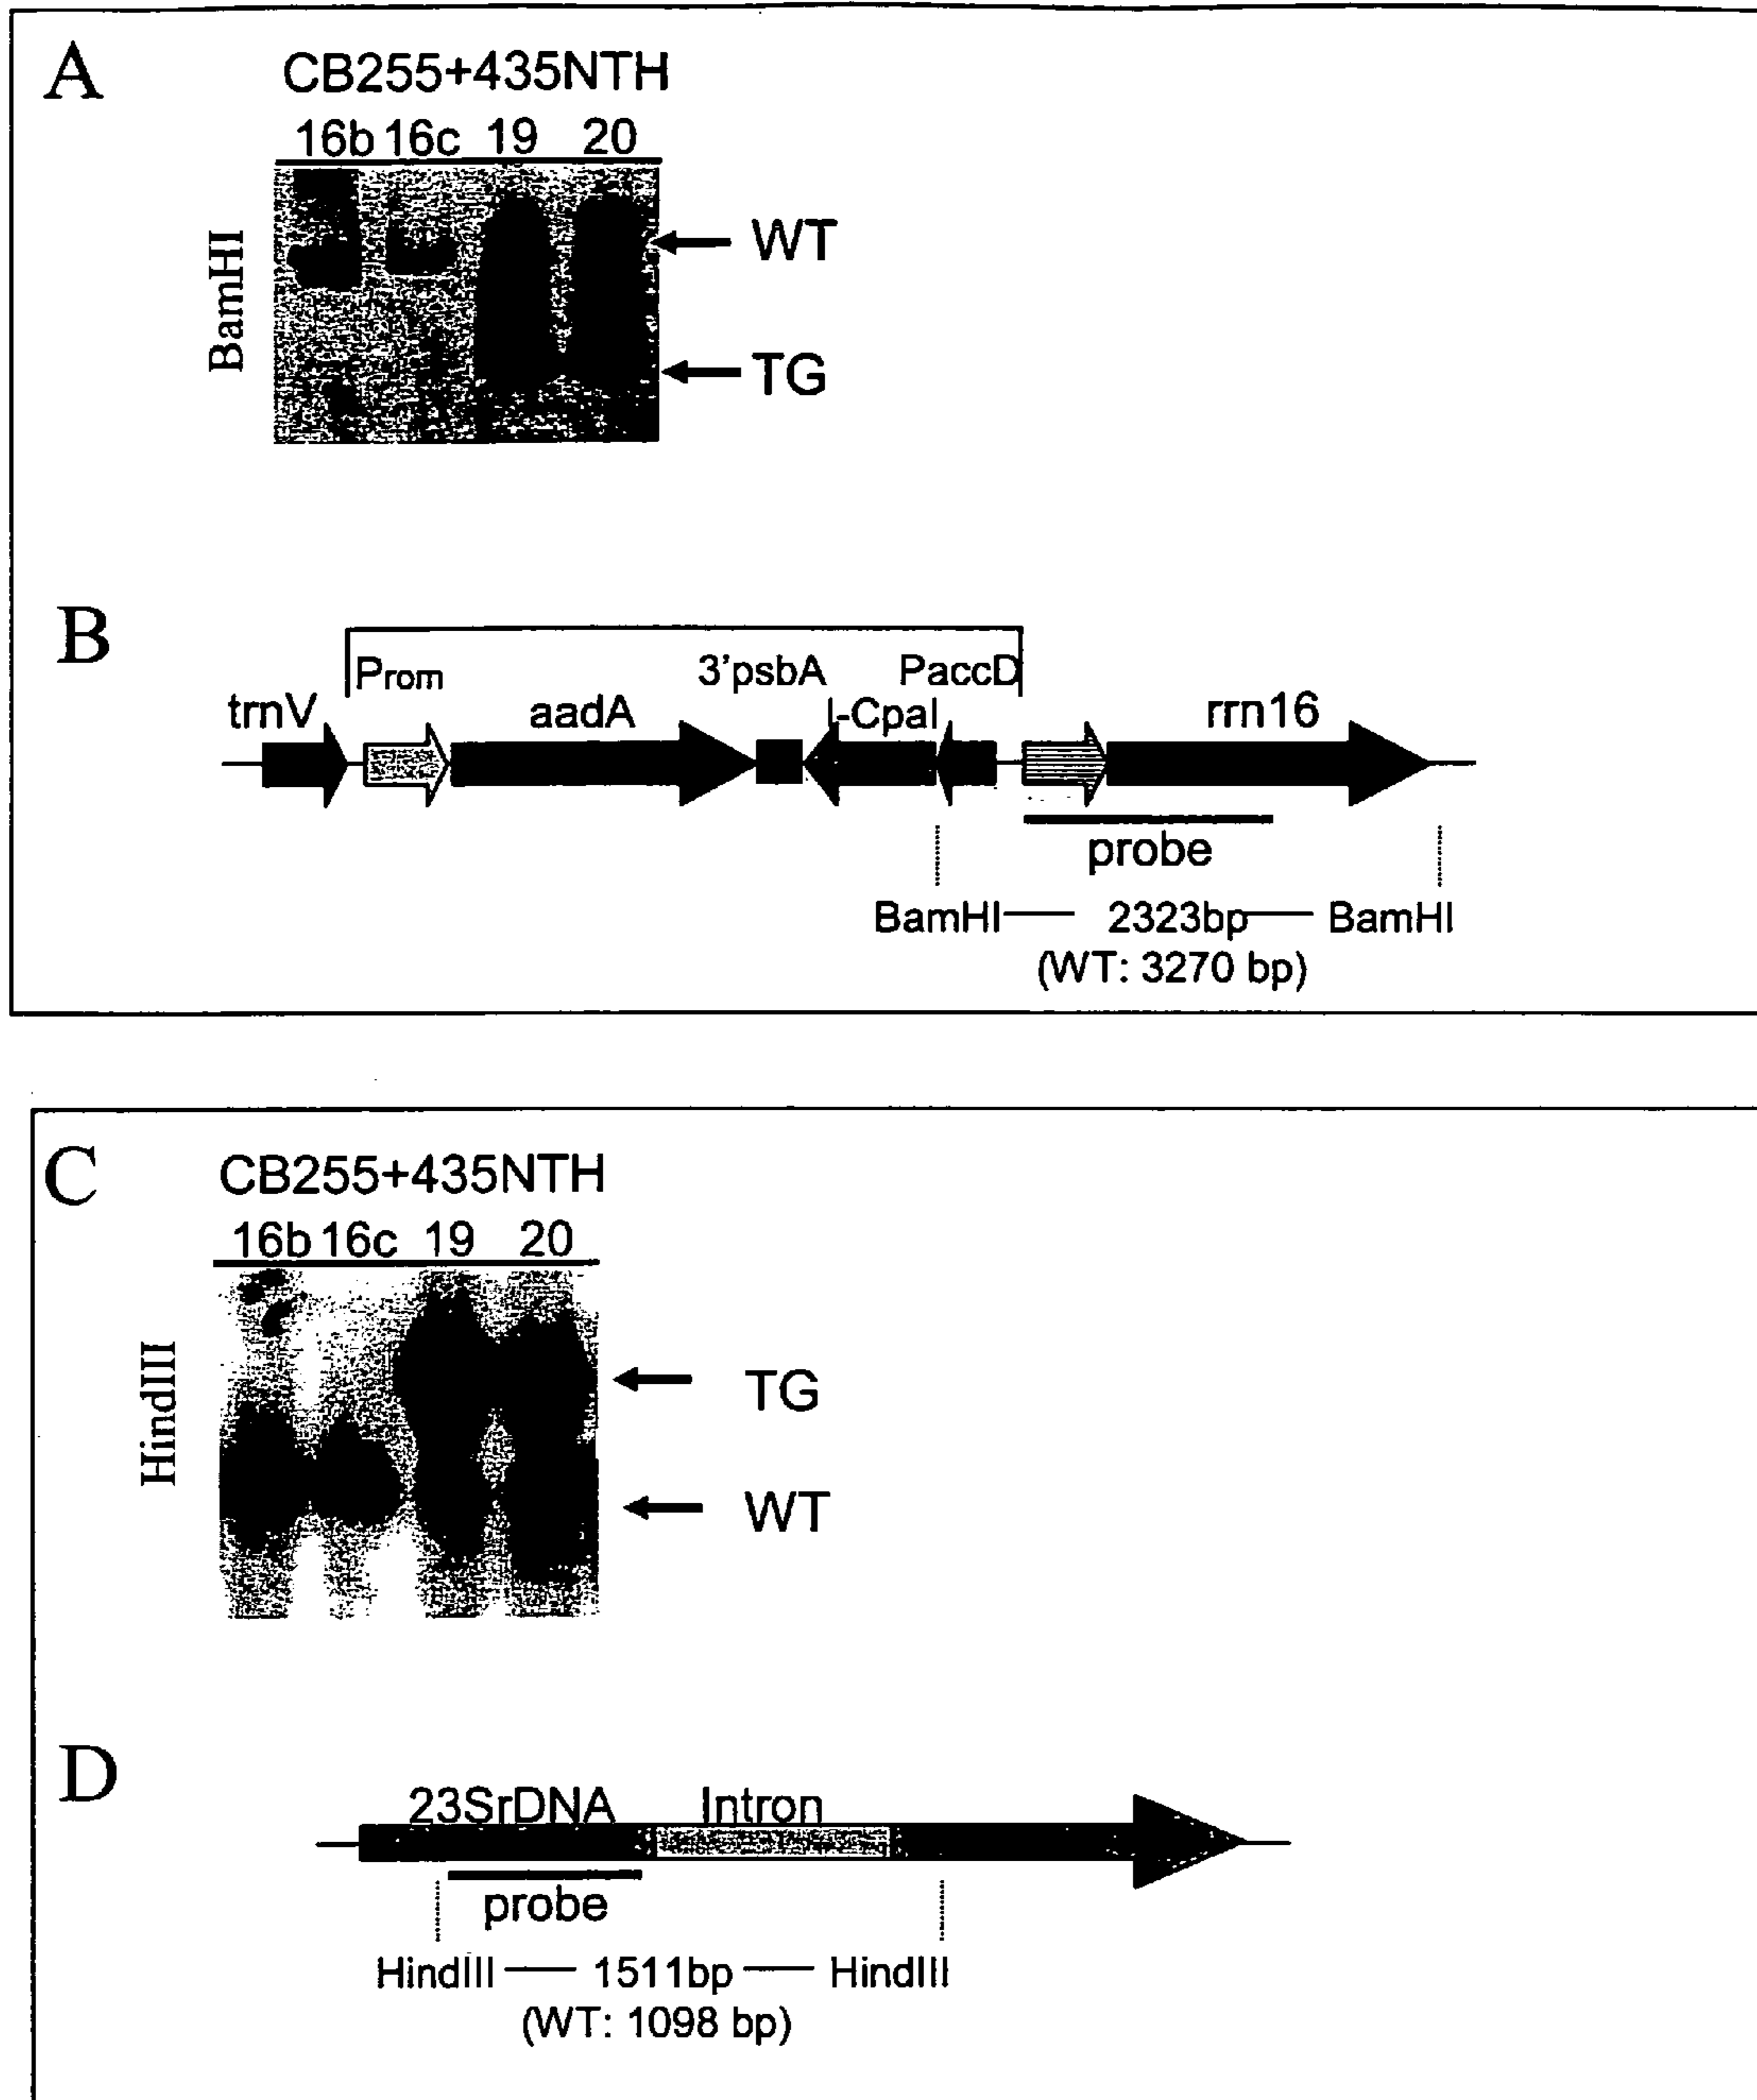 A
CB255+435NTH
16b 16c 19 20
BamHI
WT
TG
B
Prom 3'psbA PaccD
trnV aadA I-CpaI rrn16
probe
BamHI — 2323bp — BamHI
(WT: 3270 bp)
C
CB255+435NTH
16b 16c 19 20
HindIII
TG
WT
D
23SrDNA Intron
probe
HindIII — 1511bp — HindIII
(WT: 1098 bp)